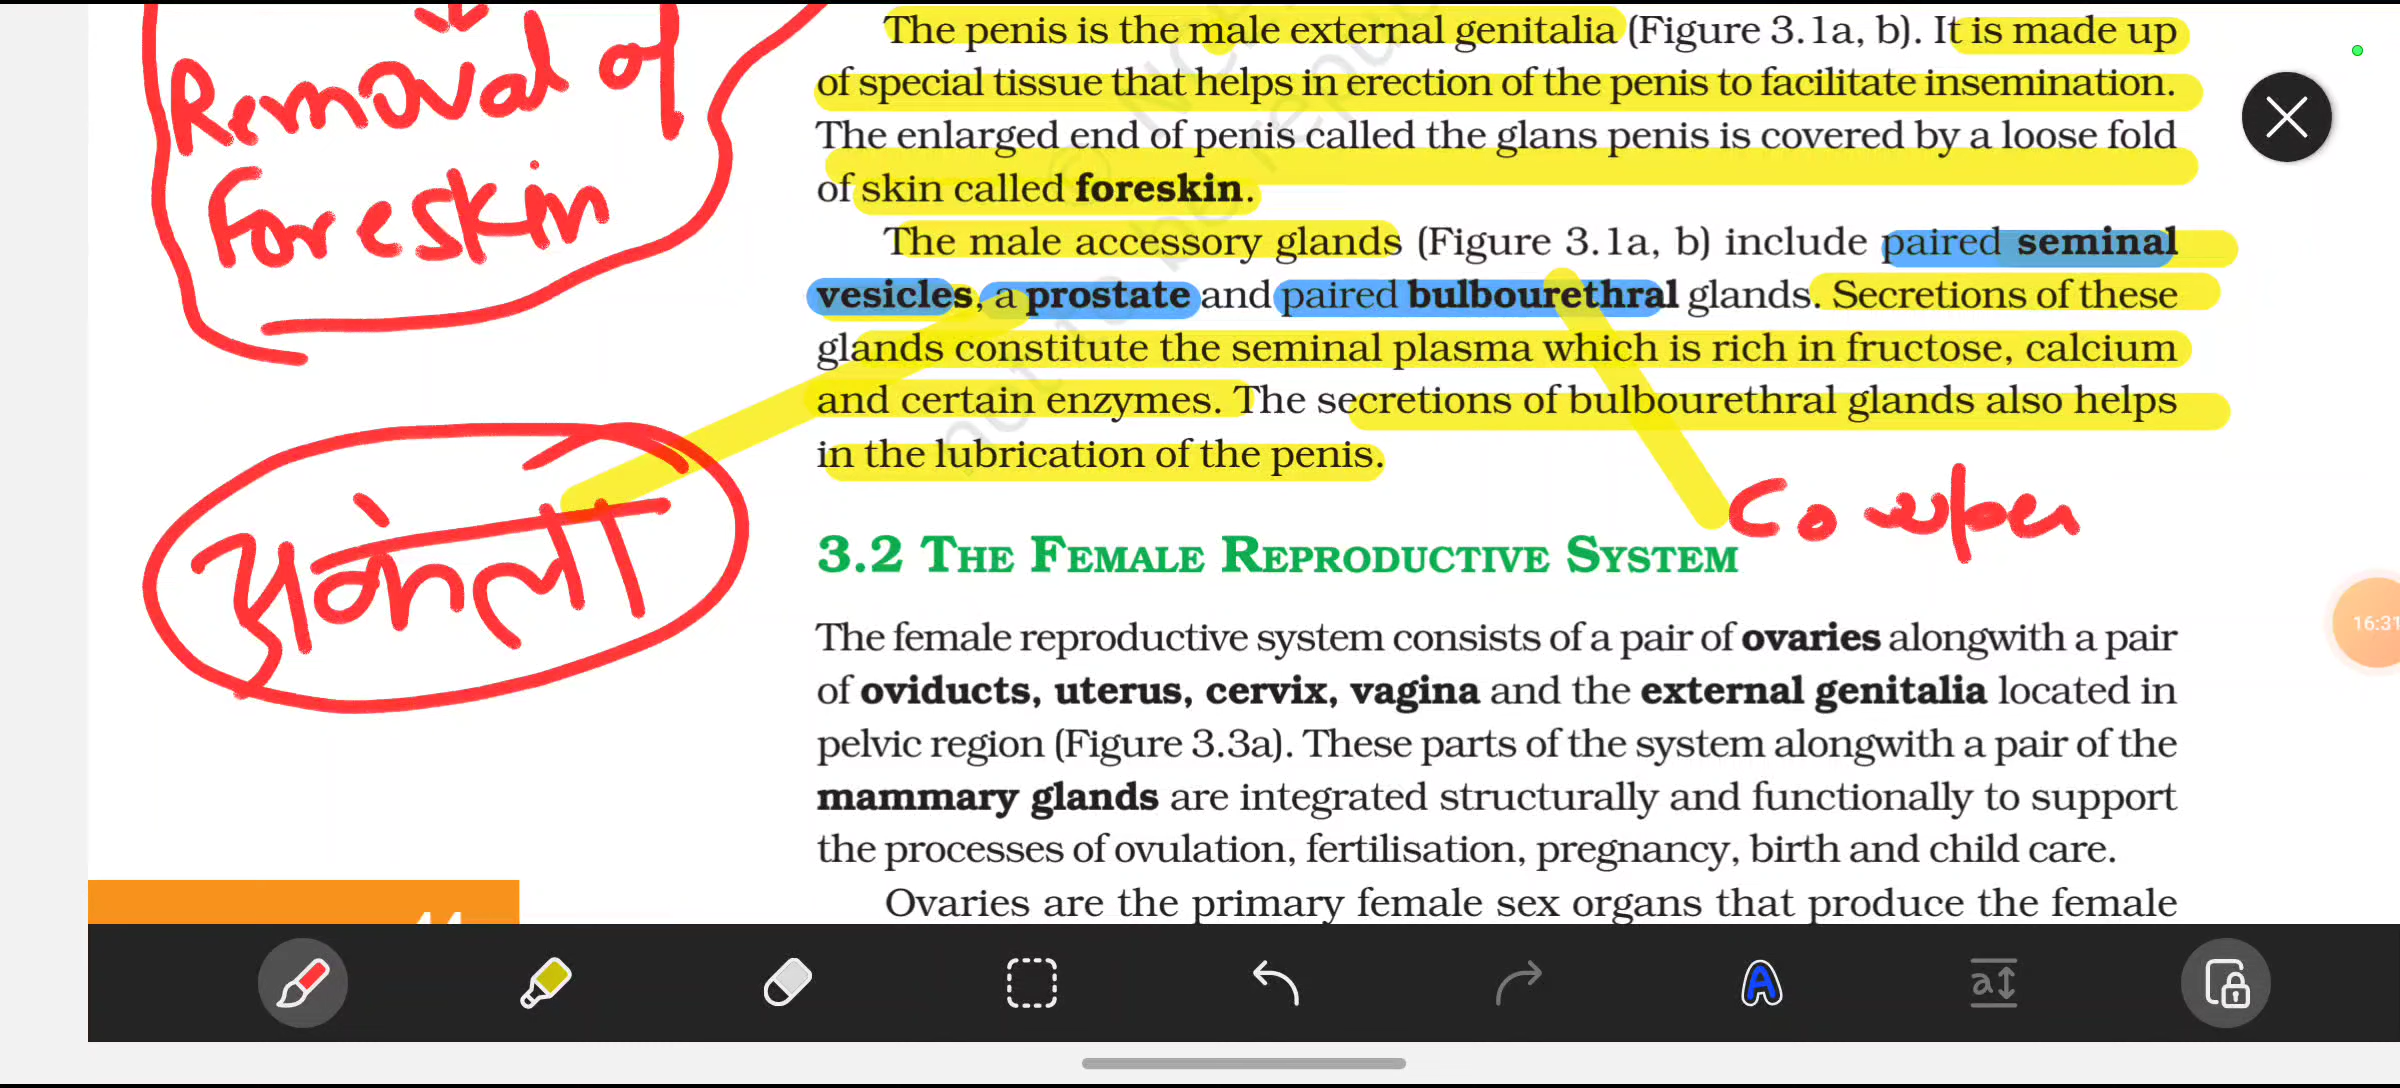 Removal of
Foreskin
The penis is the male external genitalia (Figure 3.1a, b). It is made up
of special tissue that helps in erection of the penis to facilitate insemination.
The enlarged end of penis called the glans penis is covered by a loose fold
of skin called foreskin.
The male accessory glands (Figure 3.1a, b) include paired seminal
vesicles, a prostate and paired bulbourethral glands. Secretions of these
glands constitute the seminal plasma which is rich in fructose, calcium
and certain enzymes. The secretions of bulbourethral glands also helps
in the lubrication of the penis.
अकेला
Cowper
3.2 THE FEMALE REPRODUCTIVE SYSTEM
The female reproductive system consists of a pair of ovaries alongwith a pair
of oviducts, uterus, cervix, vagina and the external genitalia located in
pelvic region (Figure 3.3a). These parts of the system alongwith a pair of the
mammary glands are integrated structurally and functionally to support
the processes of ovulation, fertilisation, pregnancy, birth and child care.
Ovaries are the primary female sex organs that produce the female
16:31